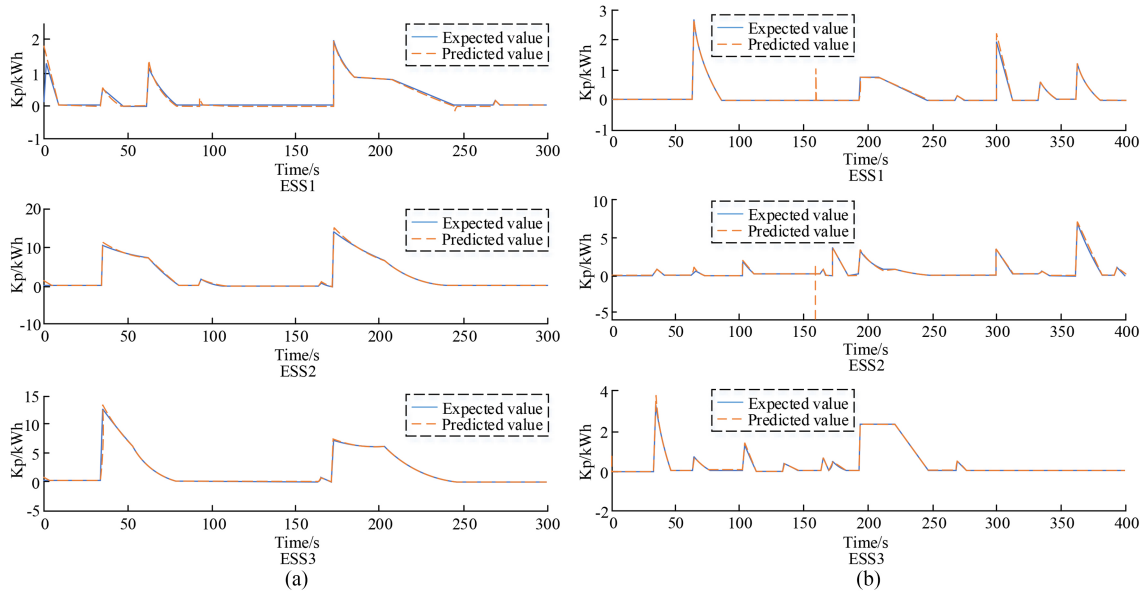 Kp/kWh
2
1
0
-1
Expected value
Predicted value
0 50 100 150 200 250 300
Time/s
ESS1
Kp/kWh
20
10
0
-10
Expected value
Predicted value
0 50 100 150 200 250 300
Time/s
ESS2
Kp/kWh
15
10
5
0
-5
Expected value
Predicted value
0 50 100 150 200 250 300
Time/s
ESS3
(a)
Kp/kWh
3
2
1
0
1
Expected value
Predicted value
0 50 100 150 200 250 300 350 400
Time/s
ESS1
Kp/kWh
10
5
0
-5
Expected value
Predicted value
0 50 100 150 200 250 300 350 400
Time/s
ESS2
Kp/kWh
4
2
0
-2
Expected value
Predicted value
0 50 100 150 200 250 300 350 400
Time/s
ESS3
(b)